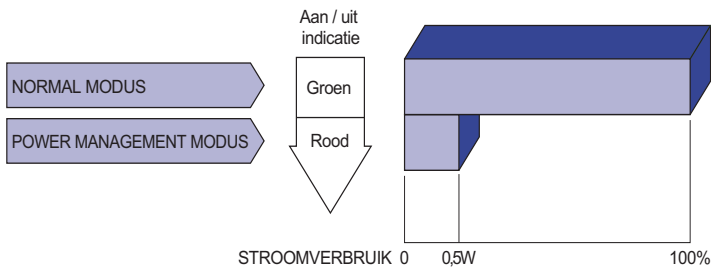 Aan / uit
indicatie
NORMAL MODUS
Groen
POWER MANAGEMENT MODUS
Rood
STROOMVERBRUIK 0 0,5W 100%